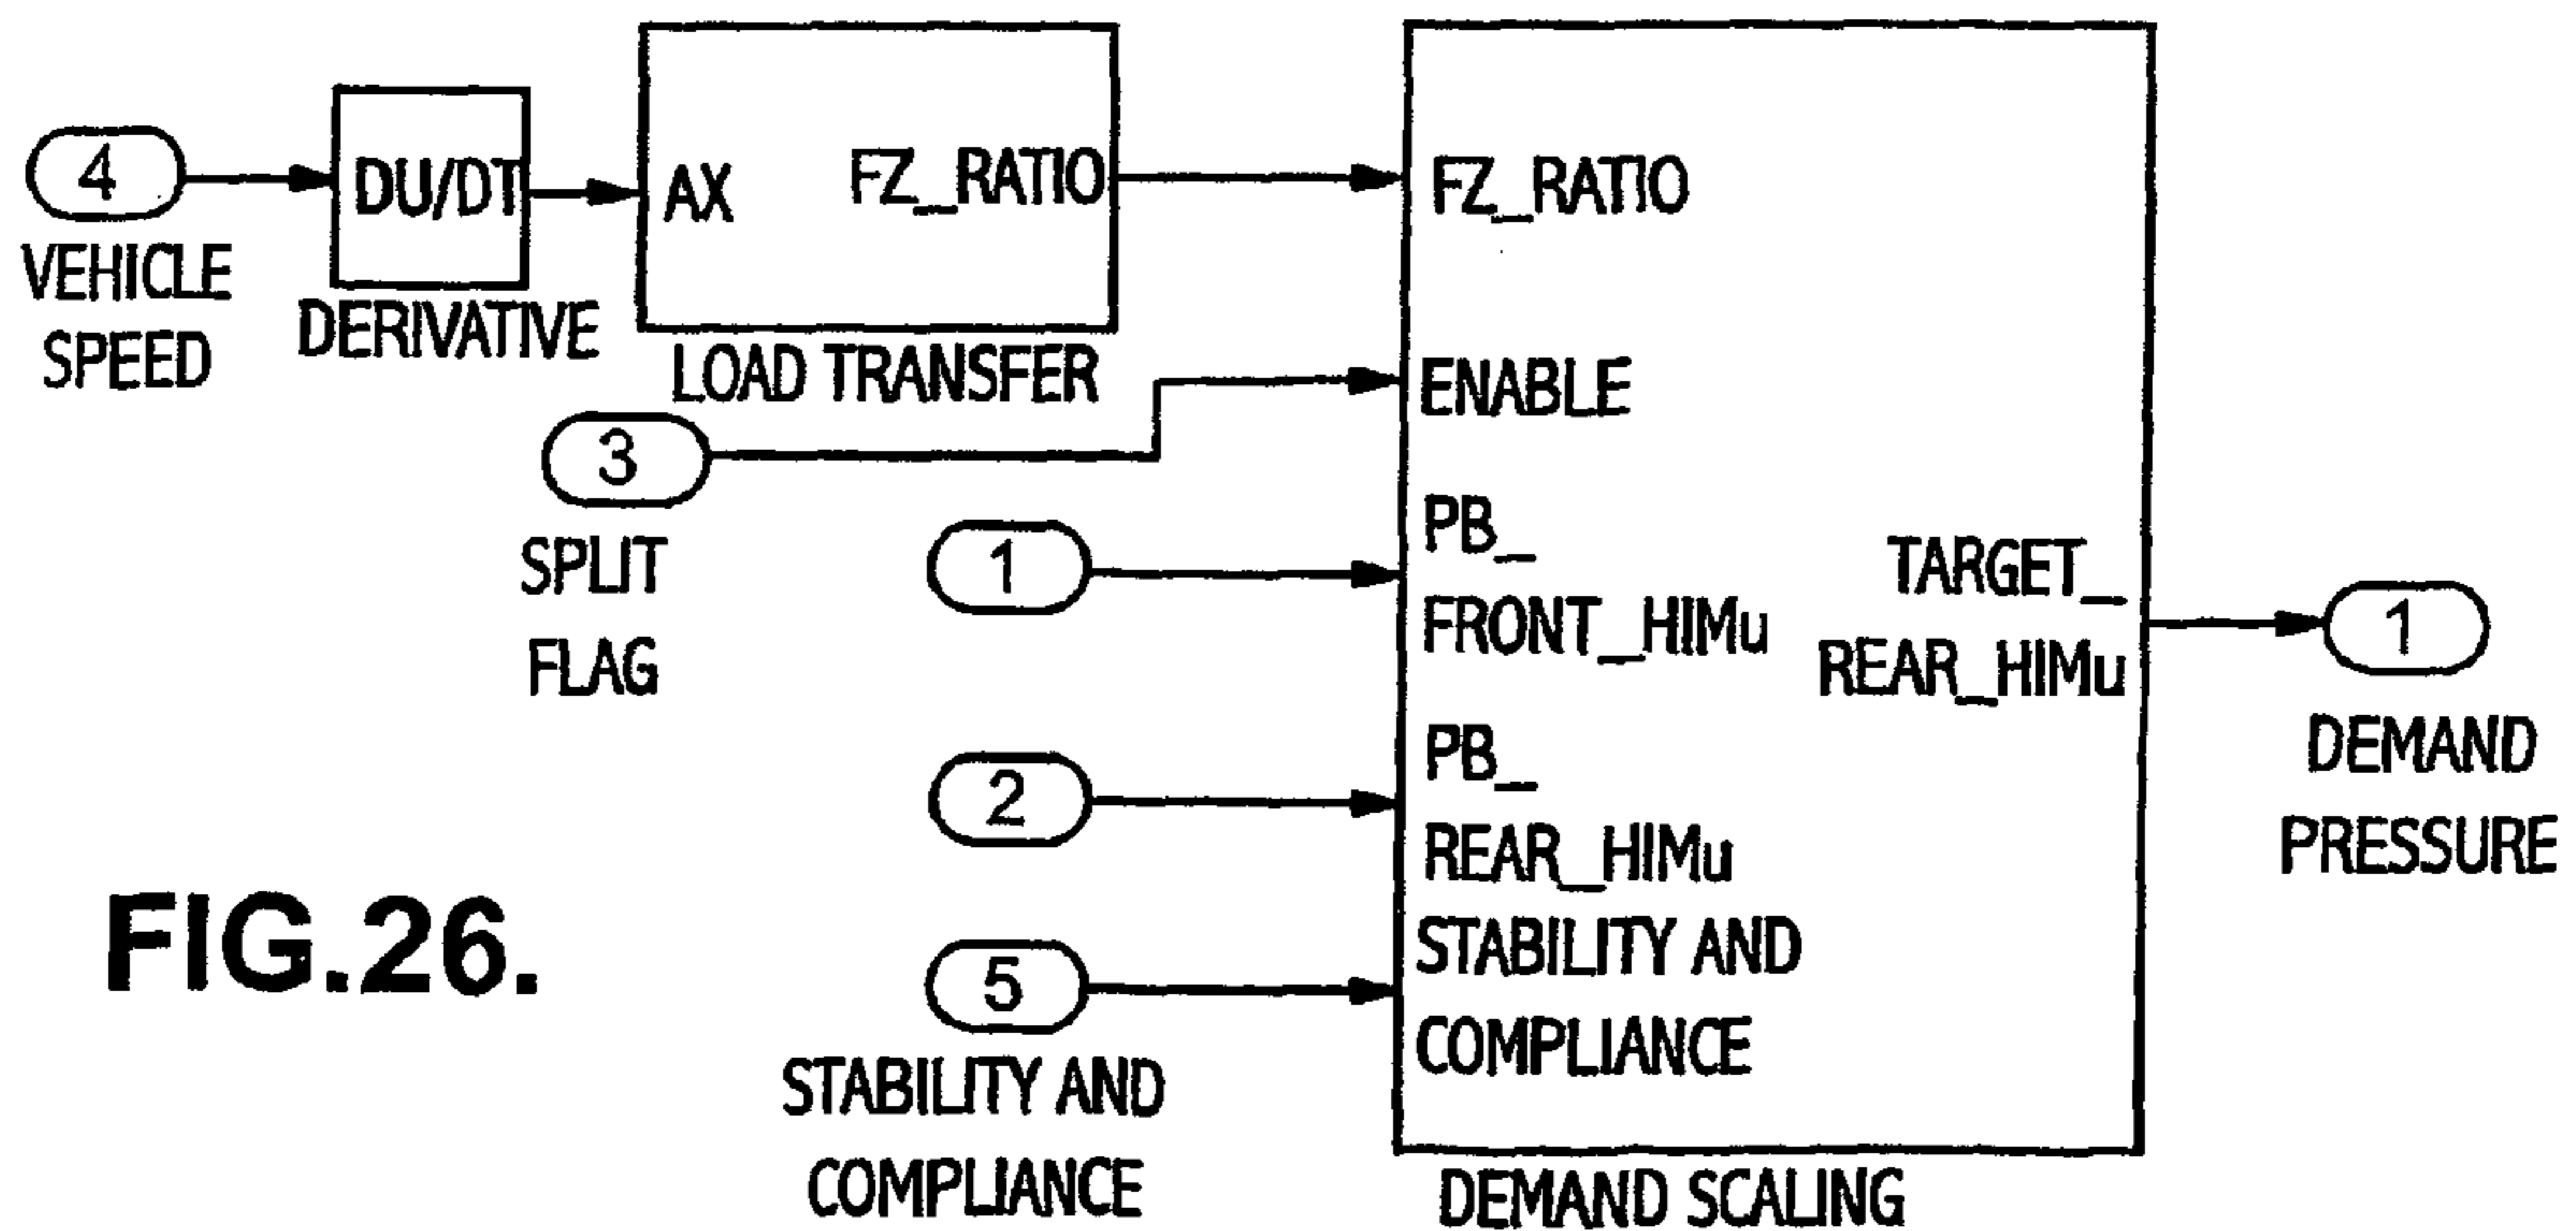 4
VEHICLE
SPEED
DU/DT
DERIVATIVE
AX
FZ_RATIO
LOAD TRANSFER
3
SPLIT
FLAG
1
2
5
STABILITY AND
COMPLIANCE
FZ_RATIO
ENABLE
PB_
FRONT_HIMu
PB_
REAR_HIMu
STABILITY AND
COMPLIANCE
TARGET_
REAR_HIMu
DEMAND SCALING
1
DEMAND
PRESSURE
FIG.26.